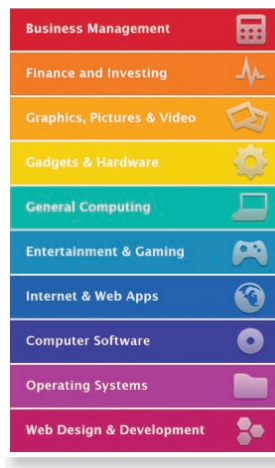 Business Management
Finance and Investing
Graphics, Pictures & Video
Gadgets & Hardware
General Computing
Entertainment & Gaming
Internet & Web Apps
Computer Software
Operating Systems
Web Design & Development